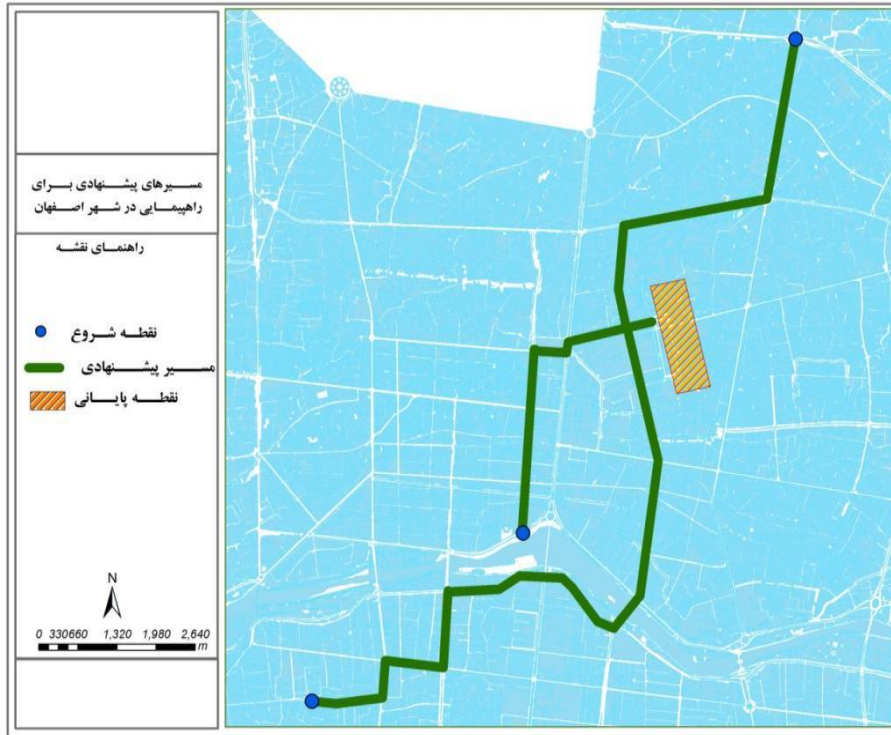 مسیرهای پیشنهادی برای
راهپیمایی در شهر اصفهان
راهنمای نقشه
نقطه شروع
مسیر پیشنهادی
نقطه پایانی
N
0 330660 1,320 1,980 2,640
m